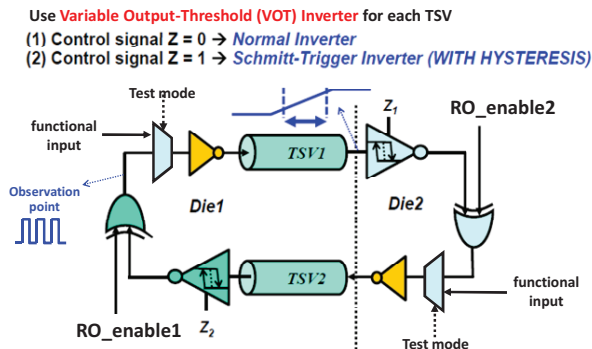 Use Variable Output-Threshold (VOT) Inverter for each TSV
(1) Control signal Z = 0 → Normal Inverter
(2) Control signal Z = 1 → Schmitt-Trigger Inverter (WITH HYSTERESIS)
Test mode
Z1
RO_enable2
functional
input
TSV1
Observation
point
Die1
Die2
TSV2
functional
input
RO_enable1
Z2
Test mode